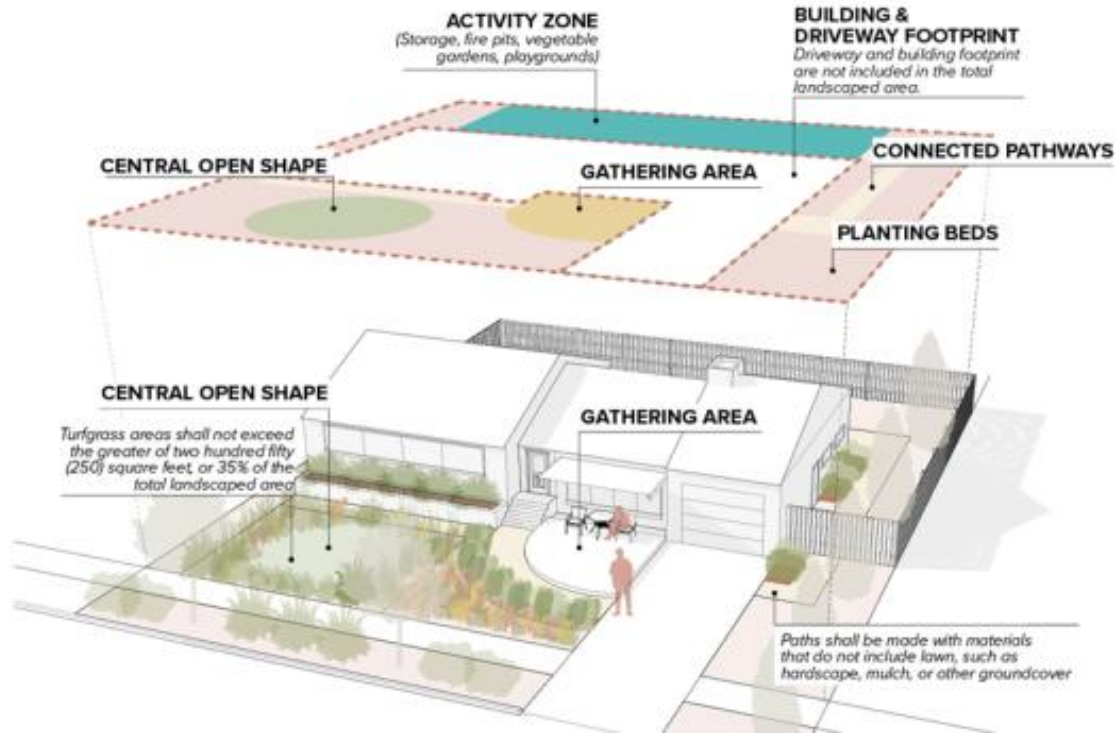 ACTIVITY ZONE
(Storage, fire pits, vegetable
gardens, playgrounds)
BUILDING &
DRIVEWAY FOOTPRINT
Driveway and building footprint
are not included in the total
landscaped area.
CENTRAL OPEN SHAPE
GATHERING AREA
CONNECTED PATHWAYS
PLANTING BEDS
CENTRAL OPEN SHAPE
Turfgrass areas shall not exceed
the greater of two hundred fifty
(250) square feet, or 35% of the
total landscaped area
GATHERING AREA
Paths shall be made with materials
that do not include lawn, such as
hardscape, mulch, or other groundcover